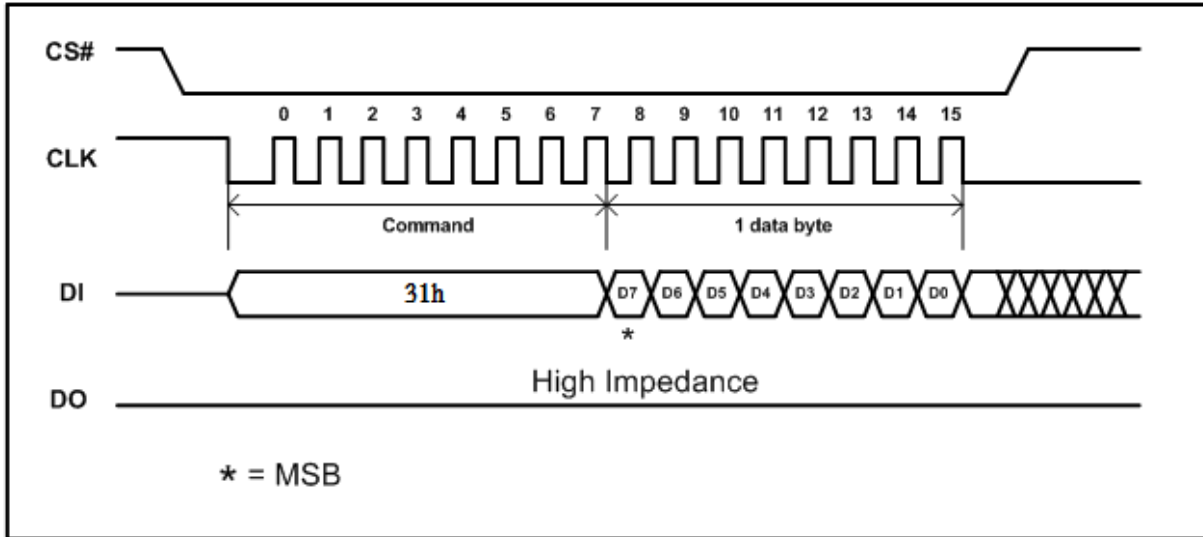 CS#
0 1 2 3 4 5 6 7 8 9 10 11 12 13 14 15
CLK
Command 1 data byte
DI 31h D7 D6 D5 D4 D3 D2 D1 D0
*
High Impedance
DO
* = MSB